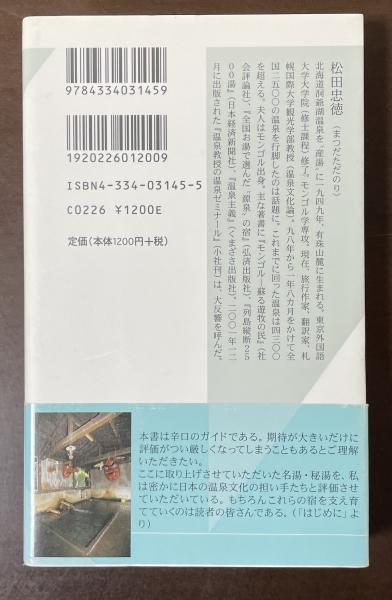 9784334031459
1920226012009
ISBN4-334-03145-5
C0226 ¥1200E
定価(本体1200円+税)
松田忠徳(まつだただのり)
北海道洞爺湖温泉を〝産湯〟に一九四九年、有珠山麓に生まれる。東京外国語
大学大学院(修士課程)修了。モンゴル学専攻。現在、旅行作家、翻訳家、札
幌国際大学観光学部教授(温泉文化論)。九八年から一年八カ月をかけて全
国二五〇〇の温泉を行脚したのは話題に。これまでに回った温泉は四三〇〇
を超える。夫人はモンゴル出身。主な著書に『モンゴル―蘇る遊牧の民』(社
会評論社)、『全国お湯で選んだ〝源泉〟の宿』(弘済出版社)、『列島縦断25
00湯』(日本経済新聞社)、『温泉主義』(くまざさ出版社)。二〇〇一年一二
月に出版された『温泉教授の温泉ゼミナール』(小社刊)は、大反響を呼んだ。
本書は辛口のガイドである。期待が大きいだけに
評価がつい厳しくなってしまうこともあるとご理解
いただきたい。
ここに取り上げさせていただいた名湯・秘湯を、私
は密かに日本の温泉文化の担い手たちと評価させ
ていただいている。もちろんこれらの宿を支え育
てていくのは読者の皆さんである。(「はじめに」よ
り)